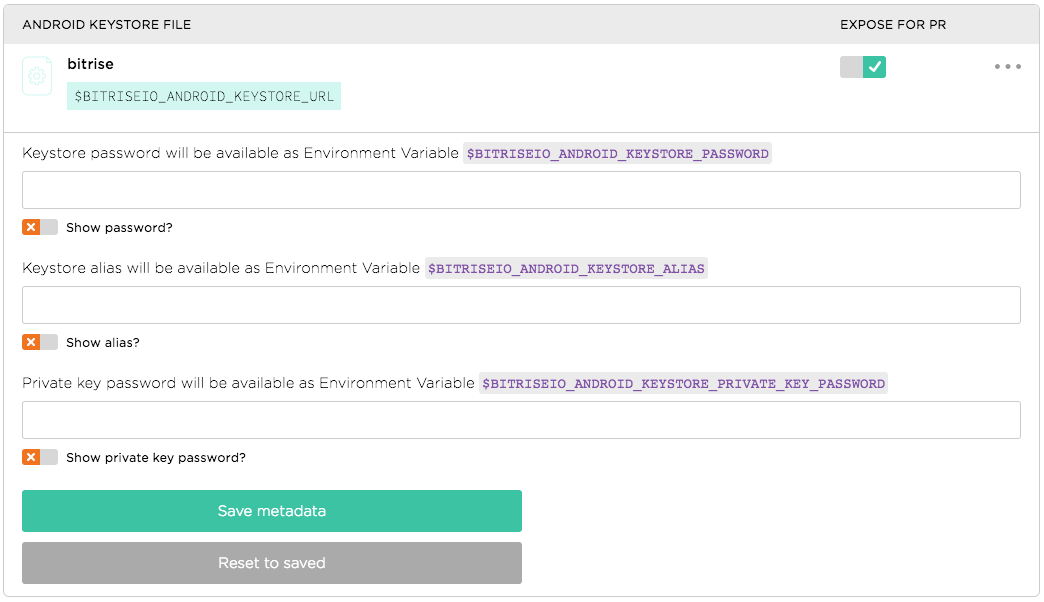 ANDROID KEYSTORE FILE EXPOSE FOR PR
bitrise
$BITRISEIO_ANDROID_KEYSTORE_URL
Keystore password will be available as Environment Variable $BITRISEIO_ANDROID_KEYSTORE_PASSWORD
Show password?
Keystore alias will be available as Environment Variable $BITRISEIO_ANDROID_KEYSTORE_ALIAS
Show alias?
Private key password will be available as Environment Variable $BITRISEIO_ANDROID_KEYSTORE_PRIVATE_KEY_PASSWORD
Show private key password?
Save metadata
Reset to saved